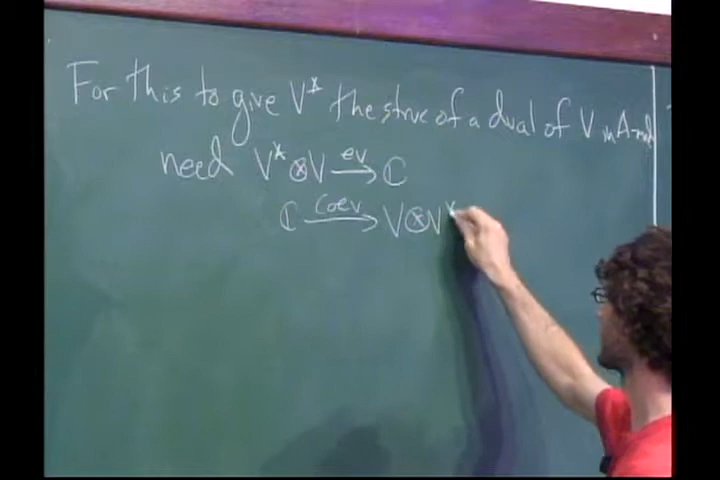 For this to give V* the struc of a dual of V in A-mod
need V* ⊗ V →^{ev} ℂ
ℂ →^{coev} V ⊗ V*